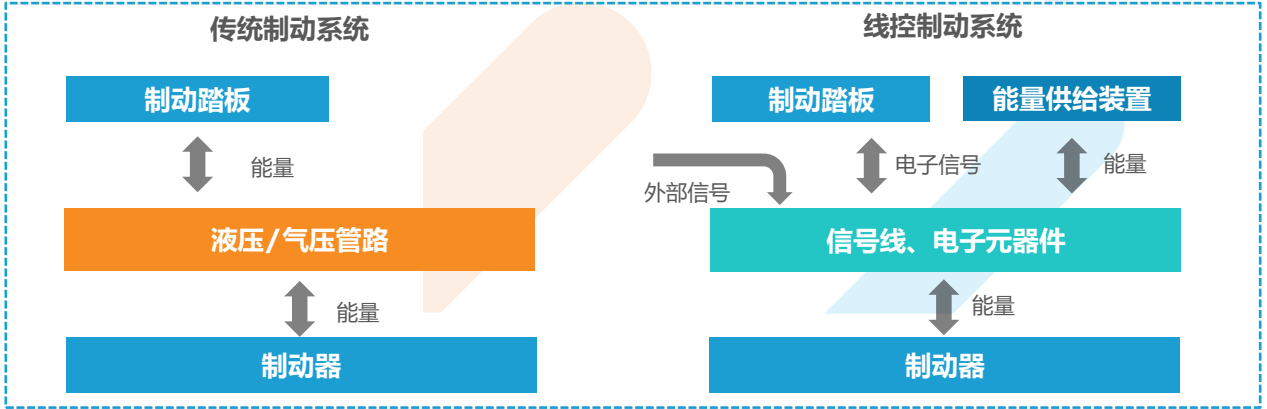 传统制动系统
制动踏板
能量
液压/气压管路
能量
制动器
线控制动系统
制动踏板
能量供给装置
外部信号
电子信号
能量
信号线、电子元器件
能量
制动器